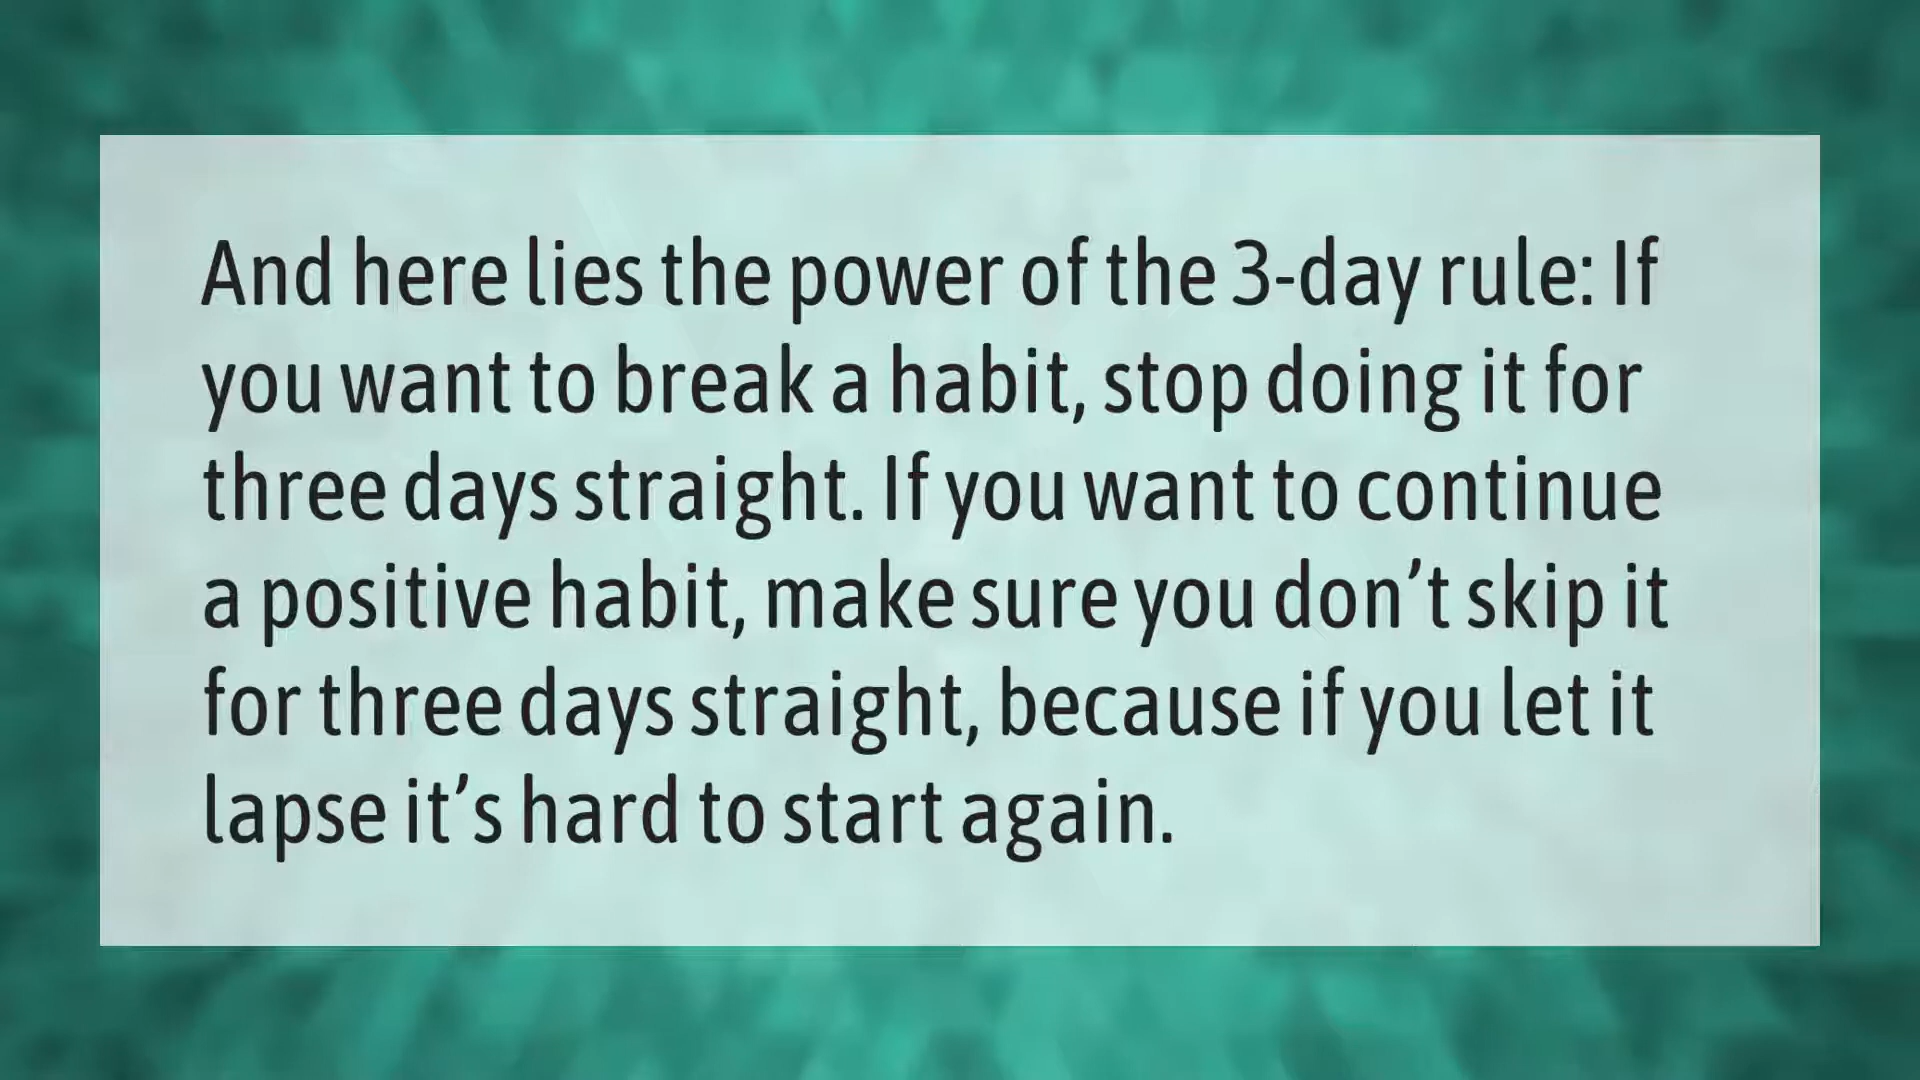 And here lies the power of the 3-day rule: If
you want to break a habit, stop doing it for
three days straight. If you want to continue
a positive habit, make sure you don’t skip it
for three days straight, because if you let it
lapse it’s hard to start again.